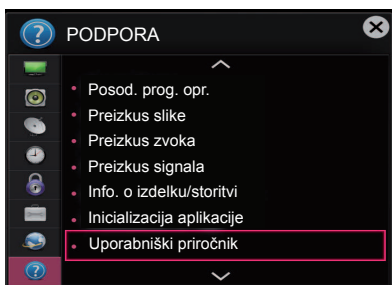 PODPORA
Posod. prog. opr.
Preizkus slike
Preizkus zvoka
Preizkus signala
Info. o izdelku/storitvi
Inicializacija aplikacije
Uporabniški priročnik